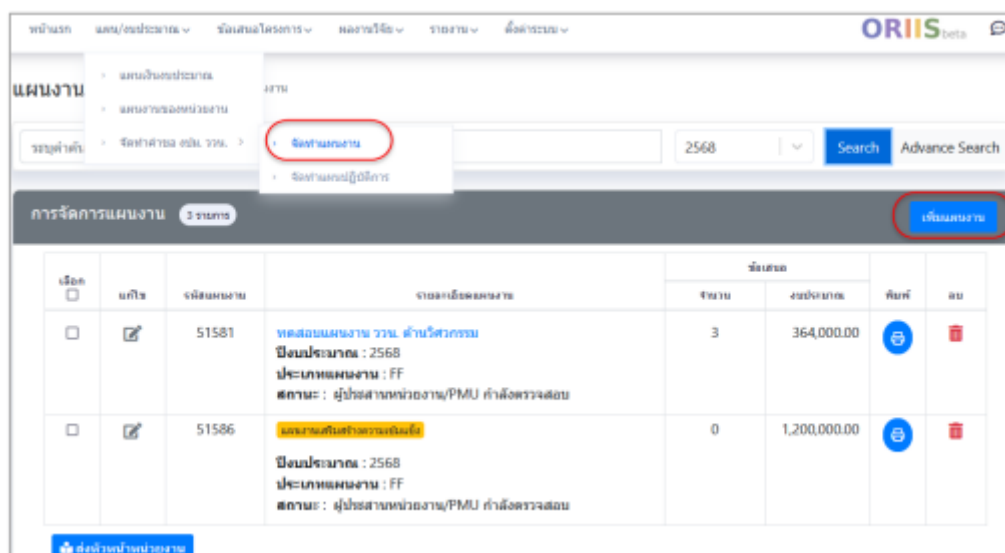 หน้าแรก แผน/งบประมาณ ข้อเสนอโครงการ ผลงานวิจัย รายงาน ตั้งค่าระบบ ORIIS beta
แผนเงินงบประมาณ
แผนงาน
แผนงานของหน่วยงาน
จัดทำคำขอ งปม. ววน.
จัดทำแผนงาน
2568 Search Advance Search
จัดทำแผนปฏิบัติการ
การจัดการแผนงาน 3 รายการ เพิ่มแผนงาน
เลือก แก้ไข รหัสแผนงาน รายละเอียดแผนงาน ข้อเสนอ พิมพ์ ลบ
จำนวน งบประมาณ
51581 ทดสอบแผนงาน ววน. ด้านวิศวกรรม 3 364,000.00
ปีงบประมาณ : 2568
ประเภทแผนงาน : FF
สถานะ : ผู้ประสานหน่วยงาน/PMU กำลังตรวจสอบ
51586 แผนงานเสริมสร้างความเข้มแข็ง 0 1,200,000.00
ปีงบประมาณ : 2568
ประเภทแผนงาน : FF
สถานะ : ผู้ประสานหน่วยงาน/PMU กำลังตรวจสอบ
ส่งหัวหน้าหน่วยงาน